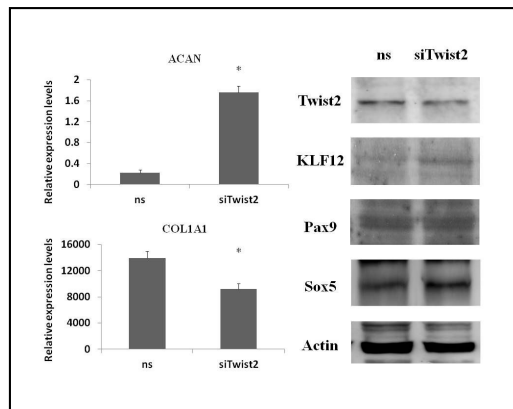 ACAN
*
Relative expression levels
2
1.6
1.2
0.8
0.4
0
ns siTwist2
COL1A1
*
Relative expression levels
16000
12000
8000
4000
0
ns siTwist2
ns siTwist2
Twist2
KLF12
Pax9
Sox5
Actin